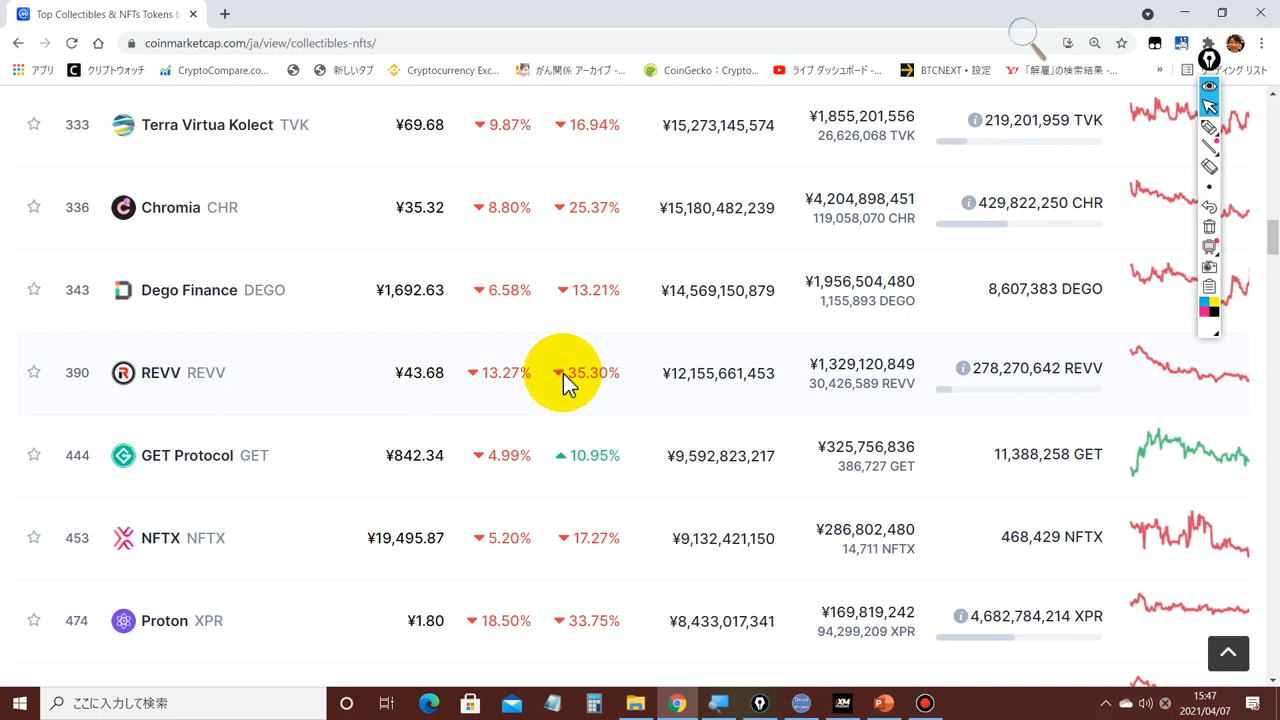 Top Collectibles & NFTs Tokens b
coinmarketcap.com/ja/view/collectibles-nfts/
アプリ クリプトウォッチ CryptoCompare.co... 新しいタブ Cryptocurrency Exc... がん関係 アーカイブ -... CoinGecko : Cryptoc... ライブ ダッシュボード -... BTCNEXT・設定 「解雇」の検索結果 -... » リーディング リスト
333 Terra Virtua Kolect TVK ¥69.68 9.87% 16.94% ¥15,273,145,574 ¥1,855,201,556 219,201,959 TVK
26,626,068 TVK
336 Chromia CHR ¥35.32 8.80% 25.37% ¥15,180,482,239 ¥4,204,898,451 429,822,250 CHR
119,058,070 CHR
343 Dego Finance DEGO ¥1,692.63 6.58% 13.21% ¥14,569,150,879 ¥1,956,504,480 8,607,383 DEGO
1,155,893 DEGO
390 REVV REVV ¥43.68 13.27% 35.30% ¥12,155,661,453 ¥1,329,120,849 278,270,642 REVV
30,426,589 REVV
444 GET Protocol GET ¥842.34 4.99% 10.95% ¥9,592,823,217 ¥325,756,836 11,388,258 GET
386,727 GET
453 NFTX NFTX ¥19,495.87 5.20% 17.27% ¥9,132,421,150 ¥286,802,480 468,429 NFTX
14,711 NFTX
474 Proton XPR ¥1.80 18.50% 33.75% ¥8,433,017,341 ¥169,819,242 4,682,784,214 XPR
94,299,209 XPR
ここに入力して検索
15:47
2021/04/07